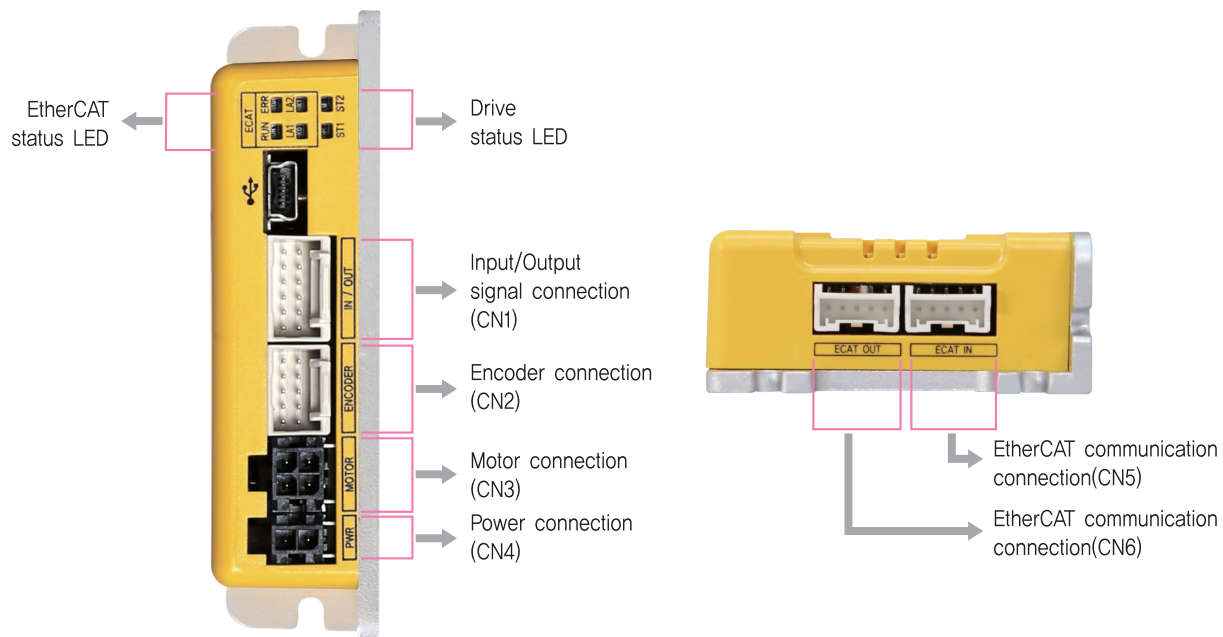 EtherCAT
status LED
ECAT
RUN ERR
LA1 LA2
ST1 ST2
Drive
status LED
IN / OUT
Input/Output
signal connection
(CN1)
ENCODER
Encoder connection
(CN2)
MOTOR
Motor connection
(CN3)
PWR
Power connection
(CN4)
ECAT OUT
ECAT IN
EtherCAT communication
connection(CN5)
EtherCAT communication
connection(CN6)